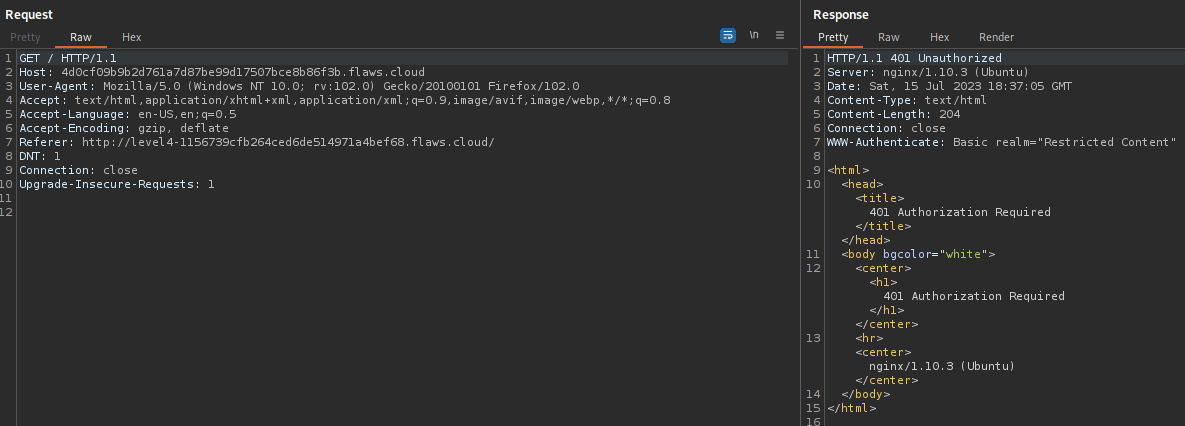 Request
Pretty Raw Hex
\n
1 GET / HTTP/1.1
2 Host: 4d0cf09b9b2d761a7d87be99d17507bce8b86f3b.flaws.cloud
3 User-Agent: Mozilla/5.0 (Windows NT 10.0; rv:102.0) Gecko/20100101 Firefox/102.0
4 Accept: text/html,application/xhtml+xml,application/xml;q=0.9,image/avif,image/webp,*/*;q=0.8
5 Accept-Language: en-US,en;q=0.5
6 Accept-Encoding: gzip, deflate
7 Referer: http://level4-1156739cfb264ced6de514971a4bef68.flaws.cloud/
8 DNT: 1
9 Connection: close
10 Upgrade-Insecure-Requests: 1
11
12
Response
Pretty Raw Hex Render
1 HTTP/1.1 401 Unauthorized
2 Server: nginx/1.10.3 (Ubuntu)
3 Date: Sat, 15 Jul 2023 18:37:05 GMT
4 Content-Type: text/html
5 Content-Length: 204
6 Connection: close
7 WWW-Authenticate: Basic realm="Restricted Content"
8
9 <html>
10 <head>
<title>
401 Authorization Required
</title>
</head>
11 <body bgcolor="white">
12 <center>
<h1>
401 Authorization Required
</h1>
</center>
13 <hr>
<center>
nginx/1.10.3 (Ubuntu)
</center>
14 </body>
15 </html>
16